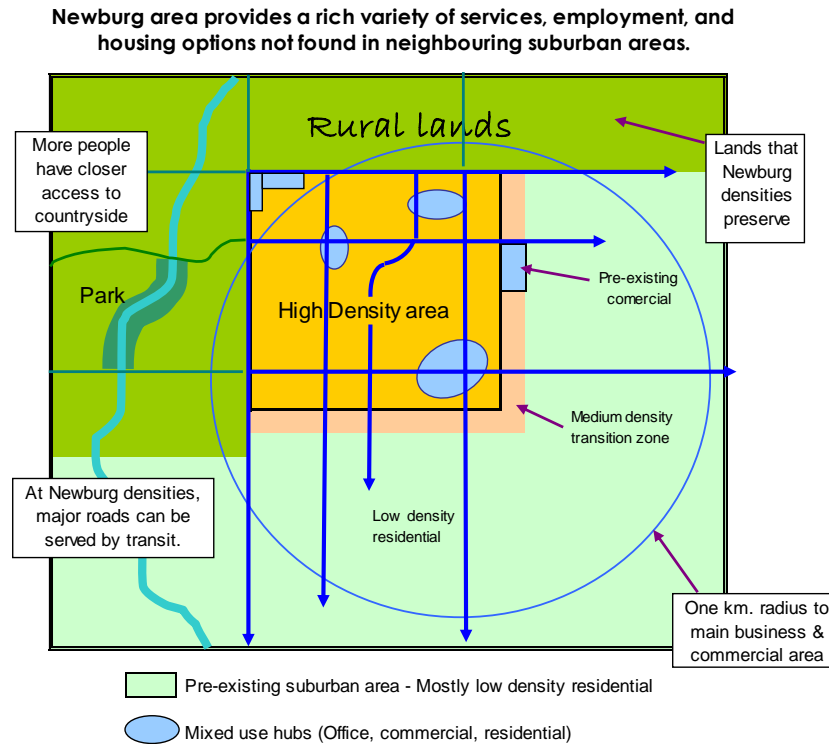 Newburg area provides a rich variety of services, employment, and
housing options not found in neighbouring suburban areas.
Rural lands
More people
have closer
access to
countryside
Lands that
Newburg
densities
preserve
Park
High Density area
Pre-existing
comercial
Medium density
transition zone
At Newburg densities,
major roads can be
served by transit.
Low density
residential
One km. radius to
main business &
commercial area
Pre-existing suburban area - Mostly low density residential
Mixed use hubs (Office, commercial, residential)